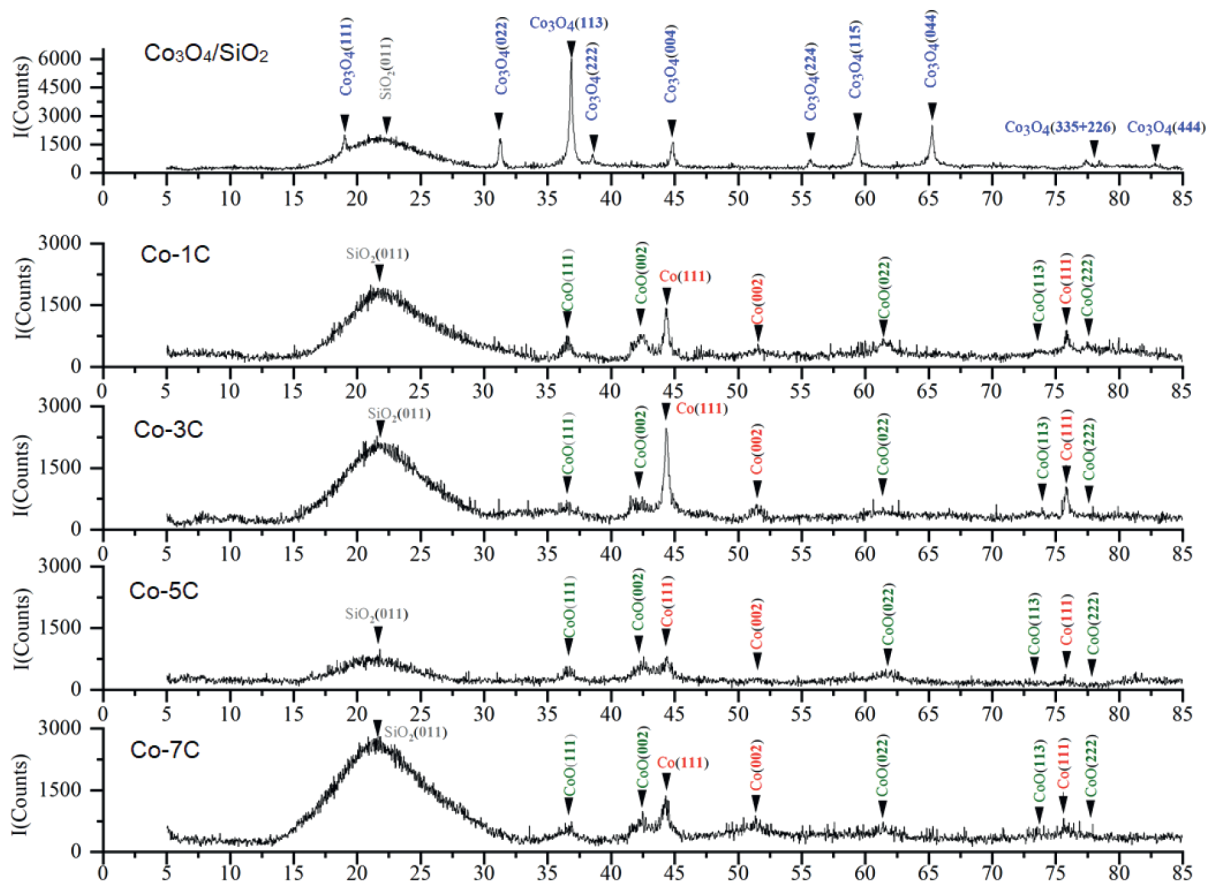 Co₃O₄/SiO₂
I(Counts)
6000
4500
3000
1500
0
Co₃O₄(111)
SiO₂(011)
Co₃O₄(022)
Co₃O₄(113)
Co₃O₄(222)
Co₃O₄(004)
Co₃O₄(224)
Co₃O₄(115)
Co₃O₄(044)
Co₃O₄(335+226)
Co₃O₄(444)
0 5 10 15 20 25 30 35 40 45 50 55 60 65 70 75 80 85
Co-1C
I(Counts)
3000
1500
0
SiO₂(011)
CoO(111)
CoO(002)
Co(111)
Co(002)
CoO(022)
CoO(113)
Co(111)
CoO(222)
0 5 10 15 20 25 30 35 40 45 50 55 60 65 70 75 80 85
Co-3C
I(Counts)
3000
1500
0
SiO₂(011)
CoO(111)
CoO(002)
Co(111)
Co(002)
CoO(022)
CoO(113)
Co(111)
CoO(222)
0 5 10 15 20 25 30 35 40 45 50 55 60 65 70 75 80 85
Co-5C
I(Counts)
3000
1500
0
SiO₂(011)
CoO(111)
CoO(002)
Co(111)
Co(002)
CoO(022)
CoO(113)
Co(111)
CoO(222)
0 5 10 15 20 25 30 35 40 45 50 55 60 65 70 75 80 85
Co-7C
I(Counts)
3000
1500
0
SiO₂(011)
CoO(111)
CoO(002)
Co(111)
Co(002)
CoO(022)
CoO(113)
Co(111)
CoO(222)
0 5 10 15 20 25 30 35 40 45 50 55 60 65 70 75 80 85